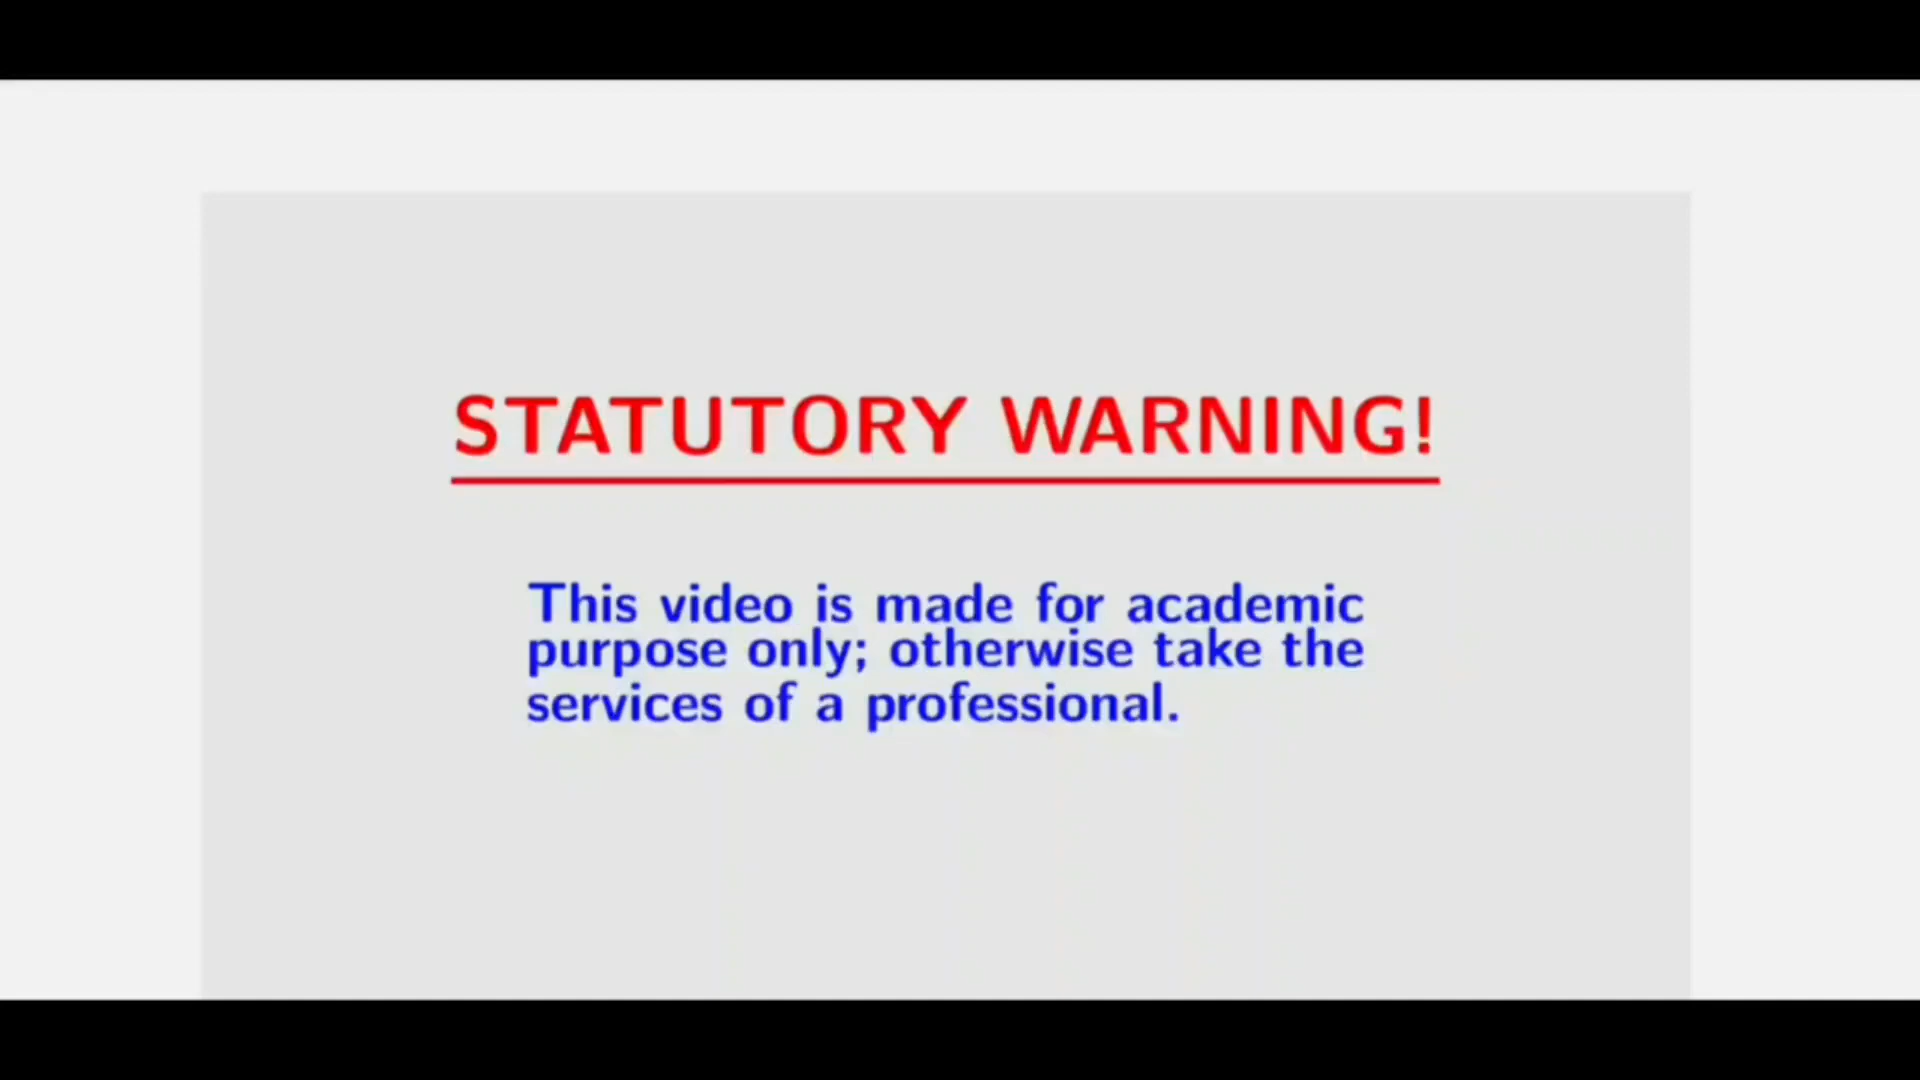 STATUTORY WARNING!
This video is made for academic
purpose only; otherwise take the
services of a professional.